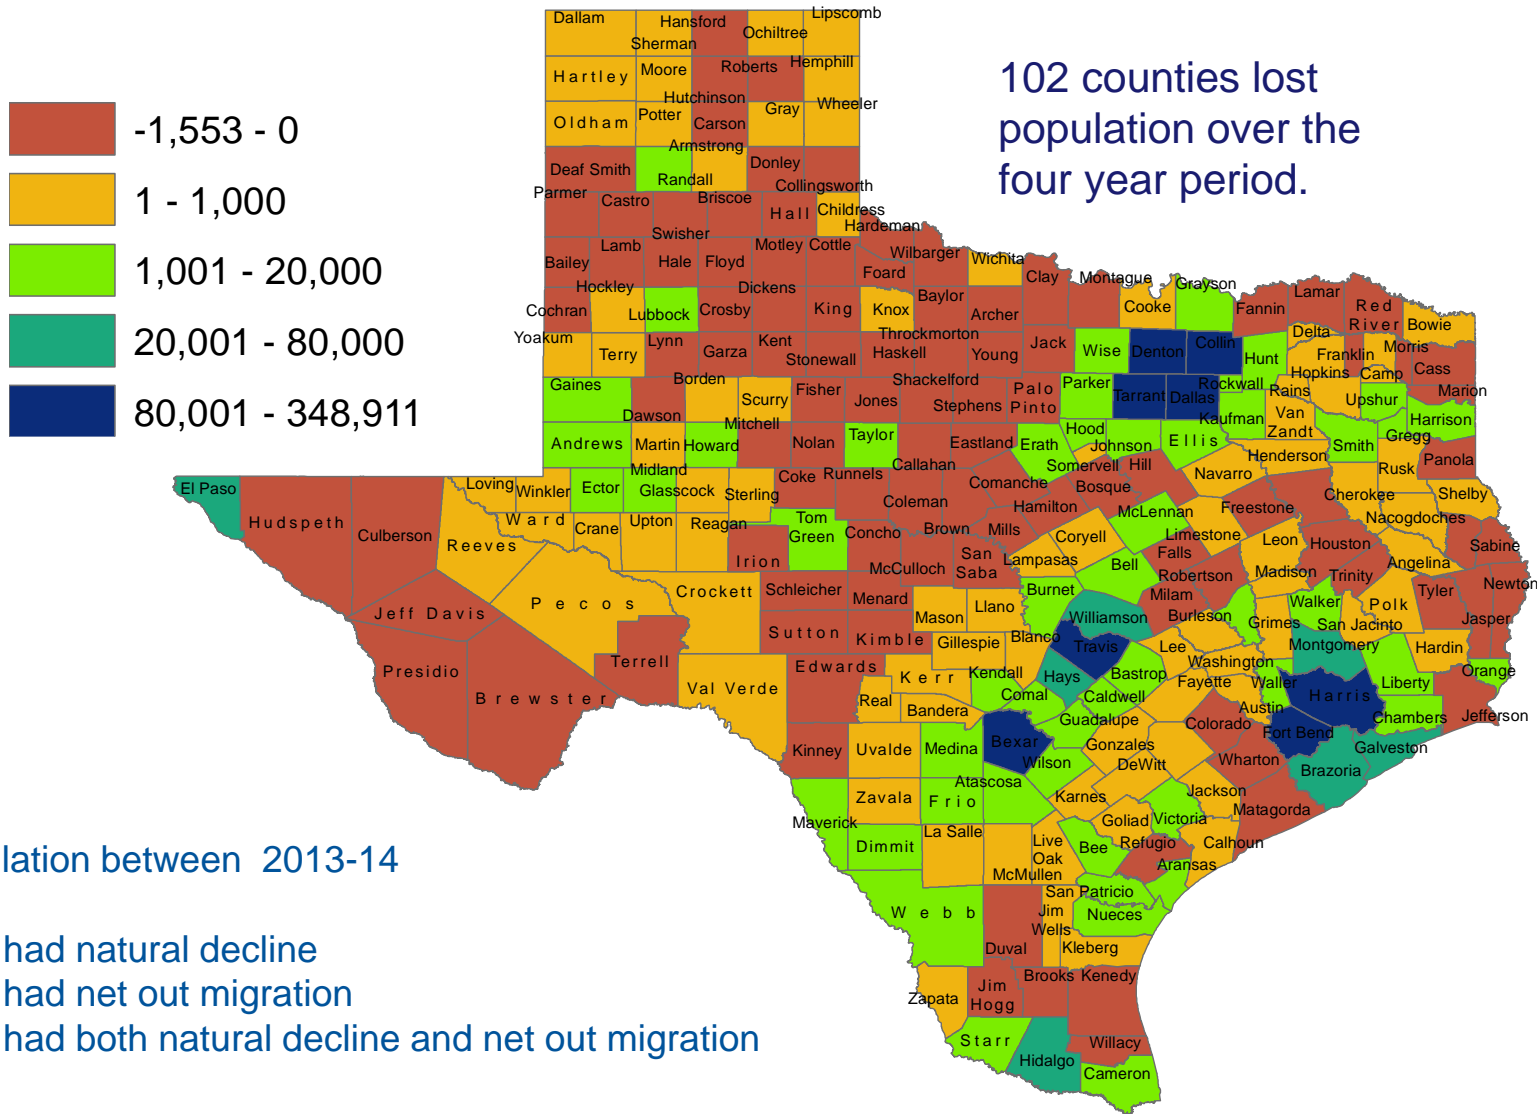 102 counties lost
population over the
four year period.
-1,553 - 0
1 - 1,000
1,001 - 20,000
20,001 - 80,000
80,001 - 348,911
Dallam
Sherman
Hansford
Ochiltree
Lipscomb
Hartley
Moore
Hutchinson
Roberts
Hemphill
Oldham
Potter
Carson
Gray
Wheeler
Deaf Smith
Randall
Armstrong
Donley
Collingsworth
Parmer
Castro
Swisher
Briscoe
Hall
Childress
Hardeman
Bailey
Lamb
Hale
Floyd
Motley
Cottle
Foard
Wilbarger
Wichita
Clay
Montague
Cooke
Grayson
Fannin
Lamar
Red
River
Bowie
Cochran
Hockley
Lubbock
Crosby
Dickens
King
Knox
Baylor
Archer
Yoakum
Terry
Lynn
Garza
Kent
Stonewall
Haskell
Throckmorton
Young
Jack
Wise
Denton
Collin
Hunt
Delta
Hopkins
Franklin
Morris
Camp
Cass
Marion
Gaines
Dawson
Borden
Scurry
Fisher
Jones
Shackelford
Stephens
Palo
Pinto
Parker
Tarrant
Dallas
Rockwall
Kaufman
Rains
Van
Zandt
Upshur
Harrison
Gregg
Smith
Andrews
Martin
Howard
Mitchell
Nolan
Taylor
Callahan
Eastland
Erath
Hood
Somervell
Johnson
Ellis
Hill
Navarro
Henderson
Rusk
Panola
El Paso
Hudspeth
Culberson
Reeves
Loving
Winkler
Ector
Midland
Glasscock
Sterling
Coke
Runnels
Coleman
Brown
Comanche
Hamilton
Bosque
McLennan
Limestone
Freestone
Cherokee
Nacogdoches
Shelby
Ward
Crane
Upton
Reagan
Irion
Tom
Green
Concho
McCulloch
San
Saba
Mills
Lampasas
Coryell
Bell
Falls
Robertson
Leon
Madison
Houston
Trinity
Angelina
Sabine
Newton
Jasper
Tyler
Polk
San Jacinto
Walker
Grimes
Jeff Davis
Pecos
Crockett
Schleicher
Menard
Mason
Llano
Burnet
Williamson
Milam
Burleson
Presidio
Brewster
Terrell
Val Verde
Sutton
Kimble
Edwards
Gillespie
Blanco
Travis
Lee
Washington
Montgomery
Hardin
Orange
Jefferson
Liberty
Chambers
Harris
Waller
Austin
Fayette
Bastrop
Hays
Caldwell
Comal
Kendall
Kerr
Real
Bandera
Kinney
Uvalde
Medina
Bexar
Guadalupe
Gonzales
Wilson
DeWitt
Colorado
Wharton
Fort Bend
Brazoria
Galveston
Matagorda
Jackson
Victoria
Calhoun
Goliad
Karnes
Atascosa
Frio
Zavala
Maverick
Dimmit
La Salle
McMullen
Live
Oak
Bee
Refugio
Aransas
San Patricio
Nueces
Jim
Wells
Kleberg
Duval
Webb
Zapata
Jim
Hogg
Brooks
Kenedy
Starr
Hidalgo
Willacy
Cameron
lation between 2013-14
had natural decline
had net out migration
had both natural decline and net out migration